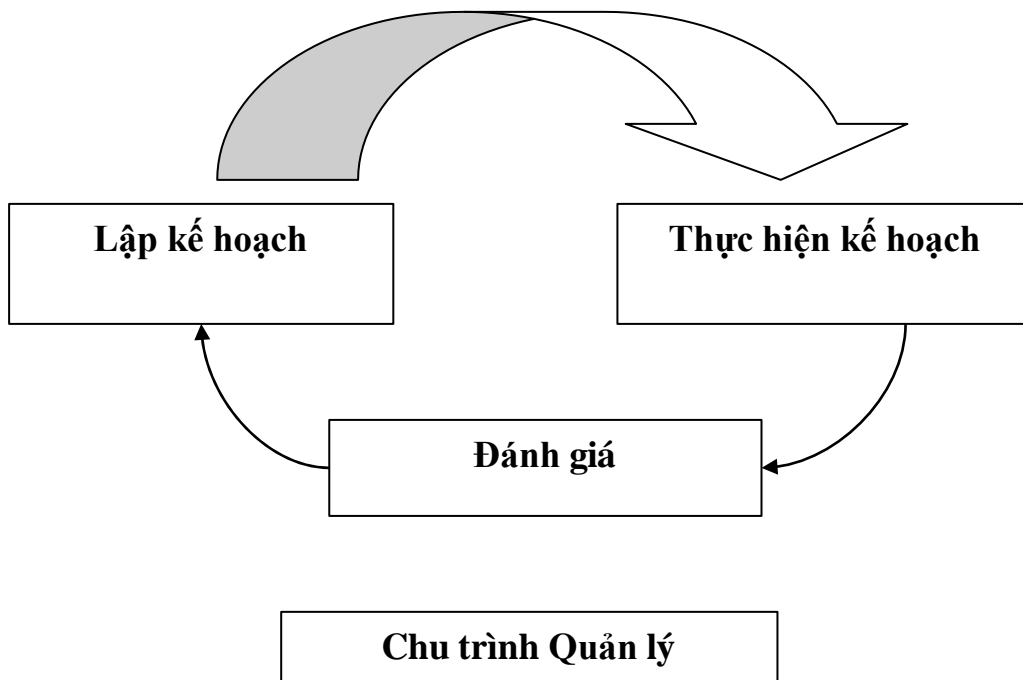 Lập kế hoạch
Thực hiện kế hoạch
Đánh giá
Chu trình Quản lý